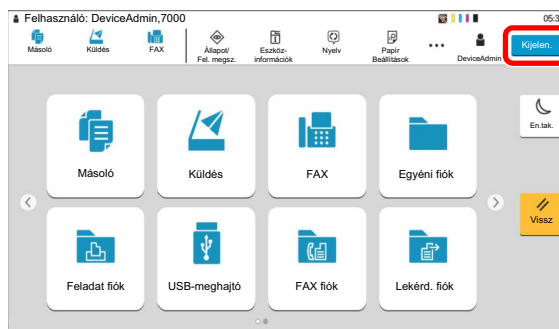 Felhasználó: DeviceAdmin,7000
05:3
Másoló
Küldés
FAX
Állapot/
Fel. megsz.
Eszköz-
információk
Nyelv
Papír
Beállítások
DeviceAdmin
Kijelen.
En.tak.
Másoló
Küldés
FAX
Egyéni fiók
Vissz
Feladat fiók
USB-meghajtó
FAX fiók
Lekérd. fiók